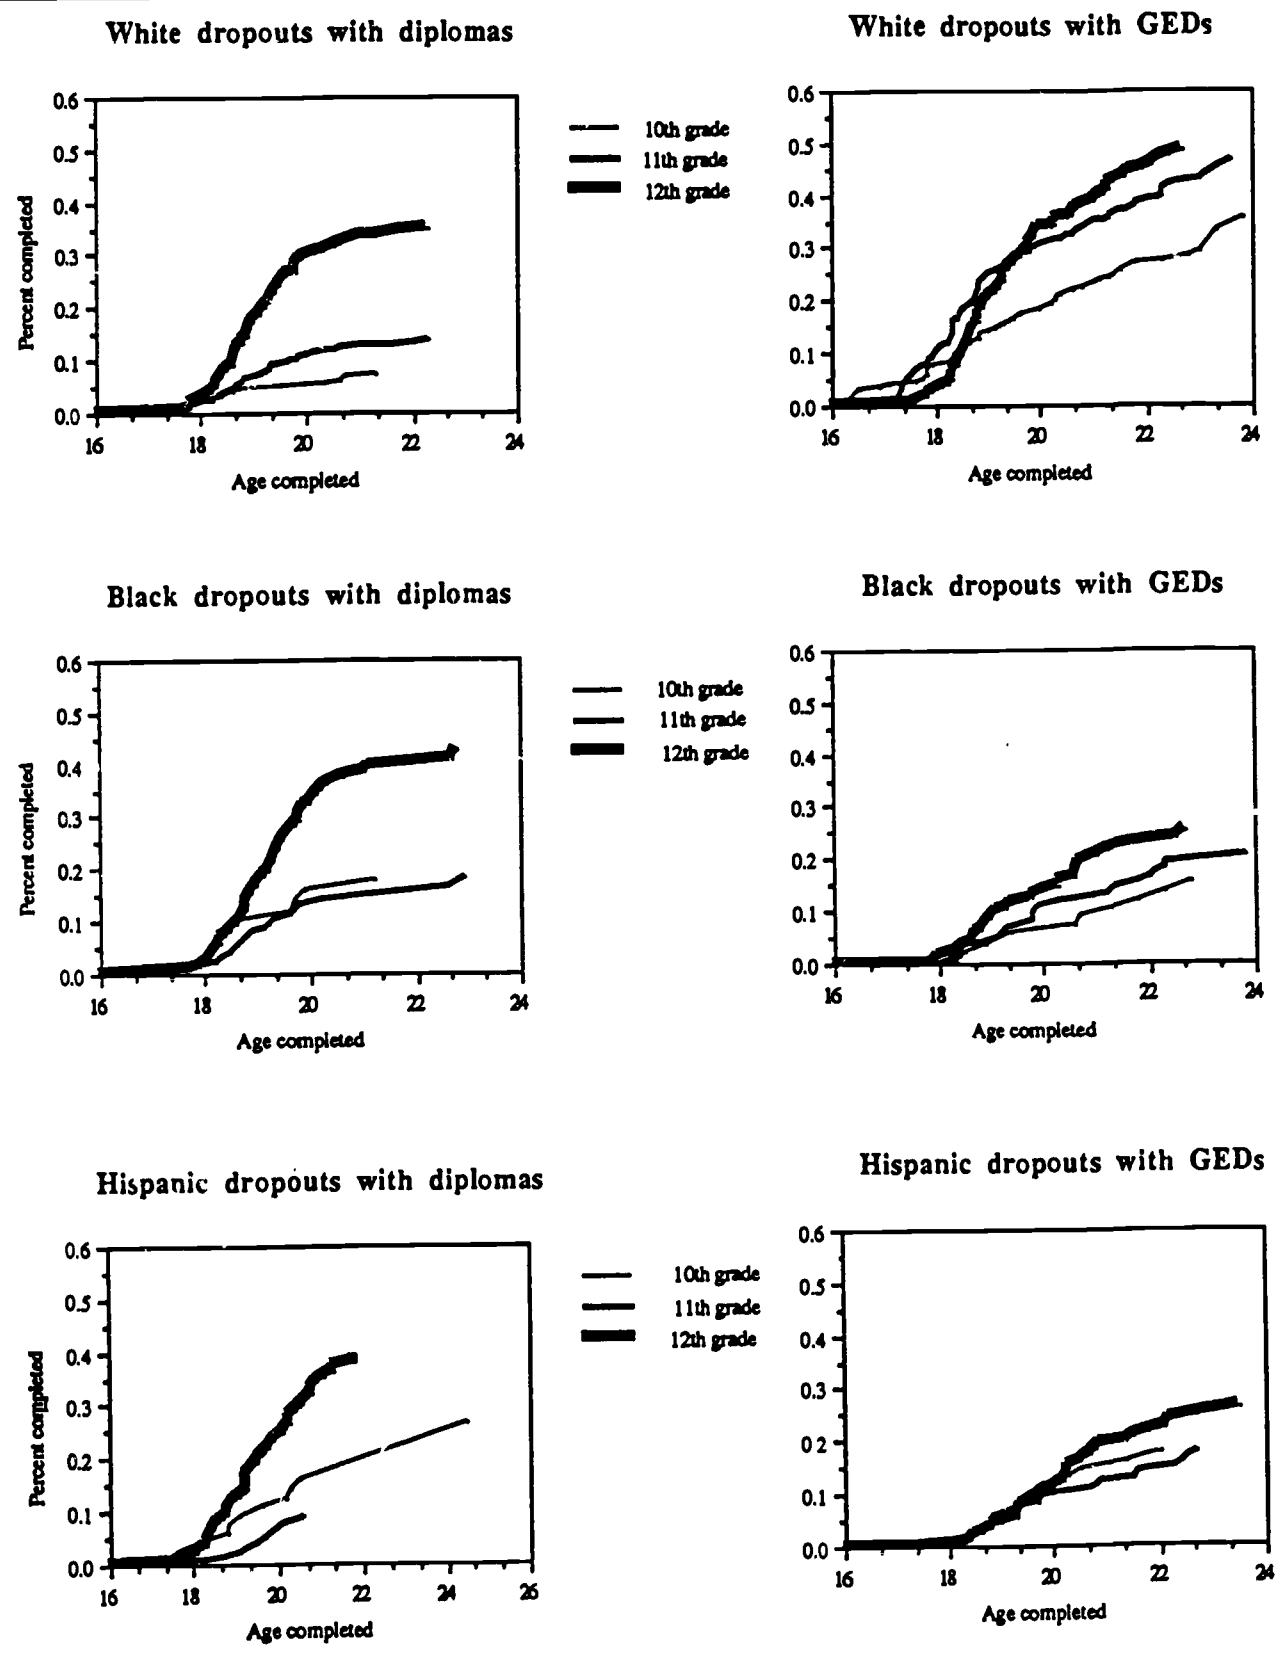 White dropouts with diplomas
White dropouts with GEDs
0.6
0.5
0.4
0.3
0.2
0.1
0.0
Percent completed
16 18 20 22 24
Age completed
10th grade
11th grade
12th grade
0.6
0.5
0.4
0.3
0.2
0.1
0.0
16 18 20 22 24
Age completed
Black dropouts with diplomas
Black dropouts with GEDs
0.6
0.5
0.4
0.3
0.2
0.1
0.0
Percent completed
16 18 20 22 24
Age completed
10th grade
11th grade
12th grade
0.6
0.5
0.4
0.3
0.2
0.1
0.0
16 18 20 22 24
Age completed
Hispanic dropouts with diplomas
Hispanic dropouts with GEDs
0.6
0.5
0.4
0.3
0.2
0.1
0.0
Percent completed
16 18 20 22 24 26
Age completed
10th grade
11th grade
12th grade
0.6
0.5
0.4
0.3
0.2
0.1
0.0
16 18 20 22 24
Age completed